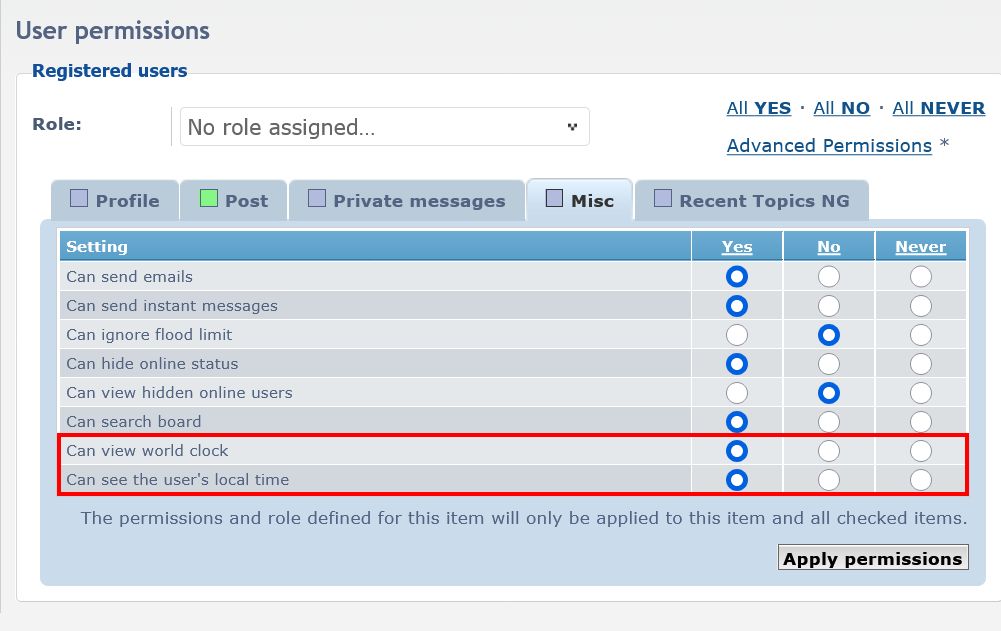 User permissions
Registered users
Role:
No role assigned...
All YES · All NO · All NEVER
Advanced Permissions *
Profile Post Private messages Misc Recent Topics NG
Setting Yes No Never
Can send emails
Can send instant messages
Can ignore flood limit
Can hide online status
Can view hidden online users
Can search board
Can view world clock
Can see the user's local time
The permissions and role defined for this item will only be applied to this item and all checked items.
Apply permissions